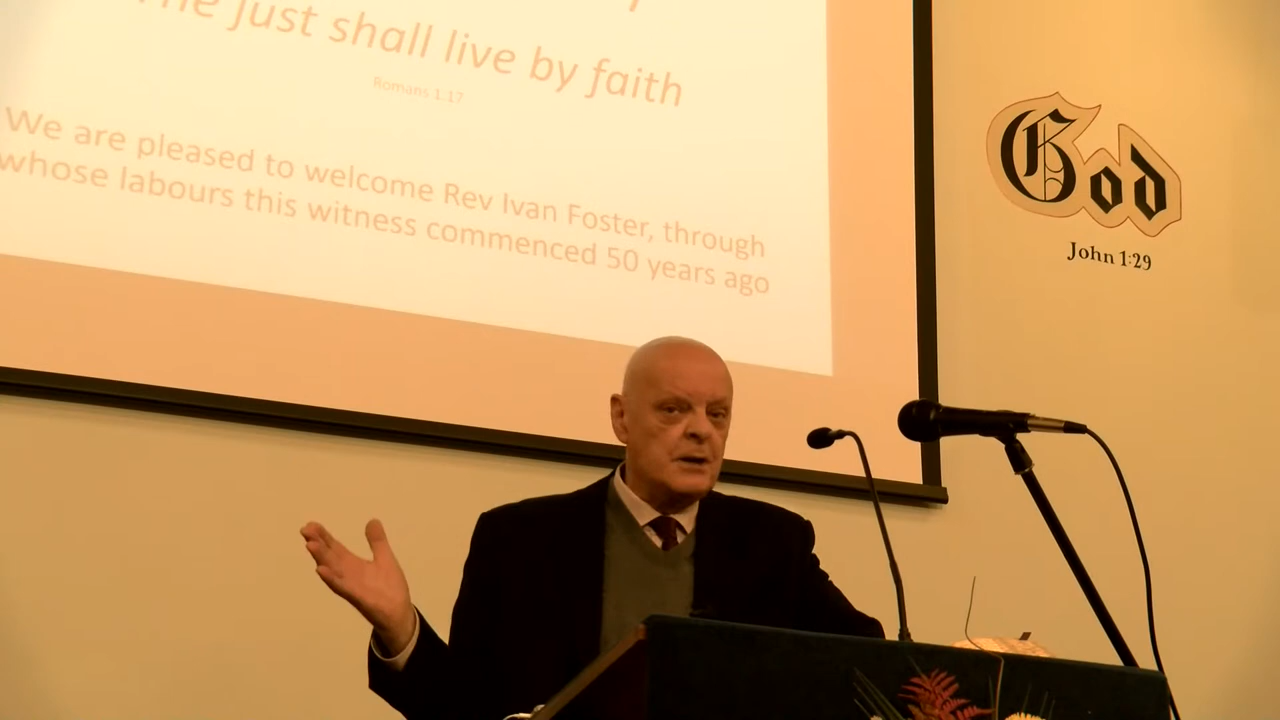 The just shall live by faith
Romans 1.17
We are pleased to welcome Rev Ivan Foster, through
whose labours this witness commenced 50 years ago
God
John 1:29